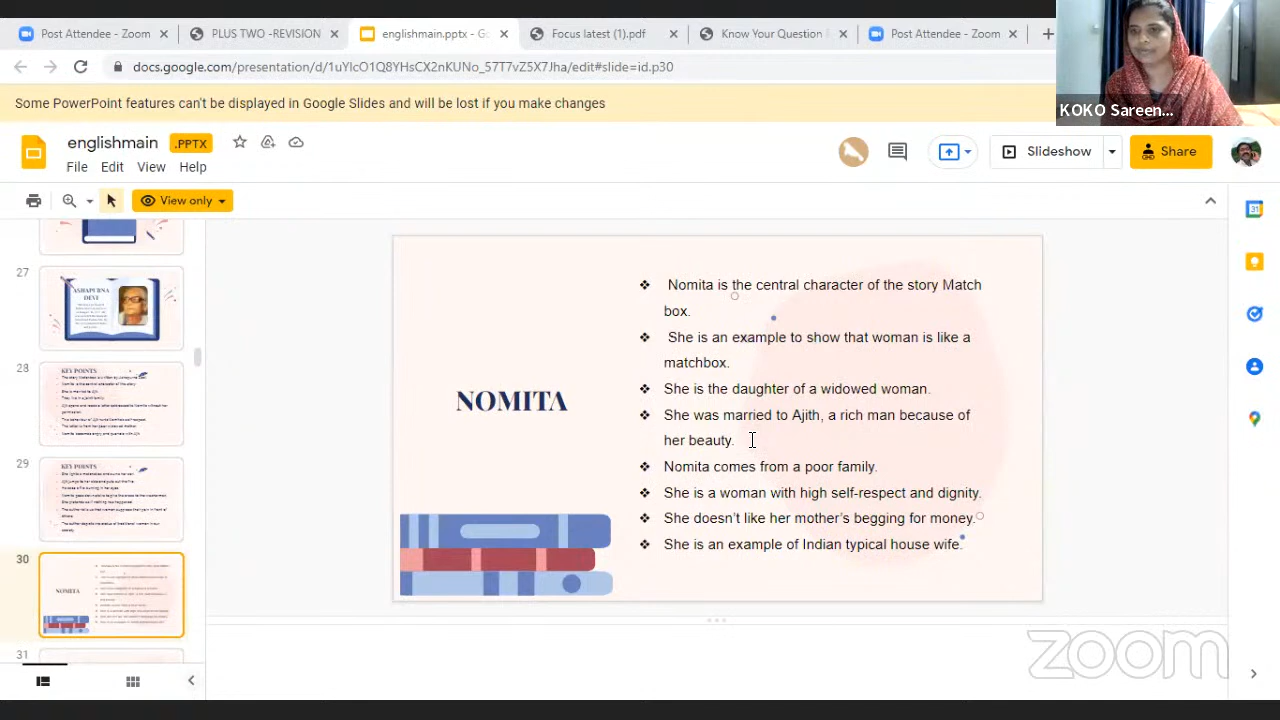 Post Attendee - Zoom
PLUS TWO -REVISION
englishmain.pptx - Go
Focus latest (1).pdf
Know Your Question
Post Attendee - Zoom
docs.google.com/presentation/d/1uYlcO1Q8YHsCX2nKUNo_57T7vZ5X7Jha/edit#slide=id.p30
KOKO Sareen...
Some PowerPoint features can't be displayed in Google Slides and will be lost if you make changes
englishmain .PPTX
File Edit View Help
Slideshow
Share
View only
31
27
ASHAPURNA
DEVI
28
KEY POINTS
29
KEY POINTS
30
NOMITA
31
NOMITA
❖ Nomita is the central character of the story Match
box.
❖ She is an example to show that woman is like a
matchbox.
❖ She is the daughter of a widowed woman.
❖ She was married to Ajith, a rich man because of
her beauty.
❖ Nomita comes from a poor family.
❖ She is a woman with high self-respect and dignity.
❖ She doesn't like her mother's begging for money.
❖ She is an example of Indian typical house wife.
zoom